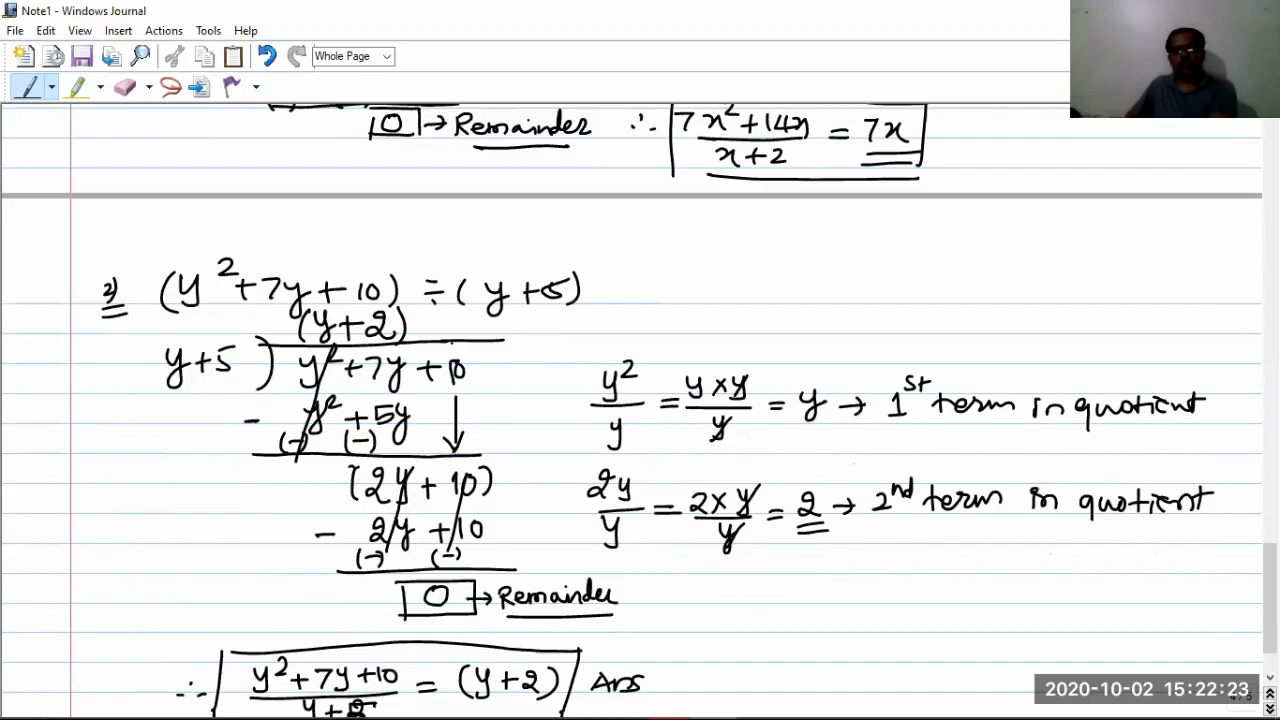 Note1 - Windows Journal
File Edit View Insert Actions Tools Help
Whole Page
0 → Remainder ∴ 7x² + 14x / x + 2 = 7x
2) (y² + 7y + 10) ÷ (y + 5)
(y + 2)
y + 5 ) y² + 7y + 10
- y² + 5y
(-) (-)
y²/y = y × y / y = y → 1st term in quotient
(2y + 10)
- 2y + 10
(-) (-)
2y/y = 2 × y / y = 2 → 2nd term in quotient
0 → Remainder
∴ y² + 7y + 10 / y + = (y + 2) Ans
2020-10-02 15:22:23